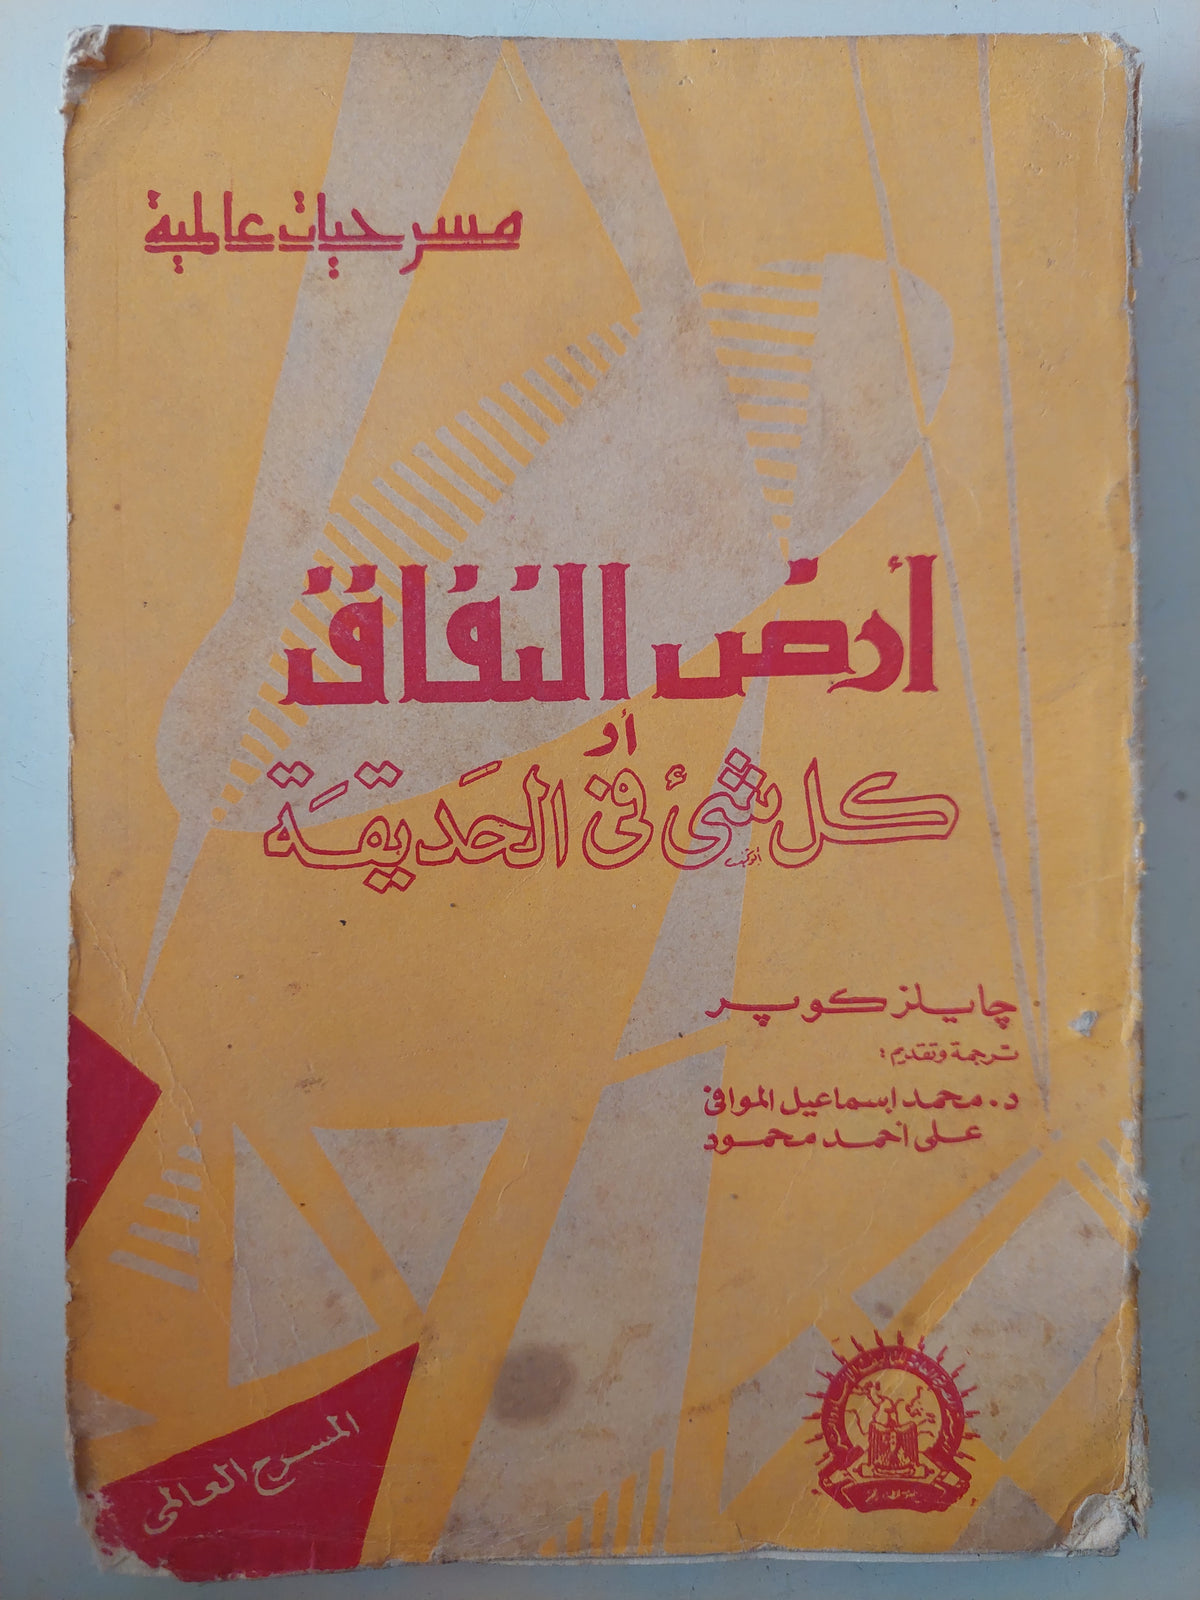 مسرحيات عالمية
أرض النفاق
أو
كل شئ فى الحديقة
چايلز كوپر
ترجمة وتقديم :
د. محمد إسماعيل الموافى
على أحمد محمود
المسرح العالمى